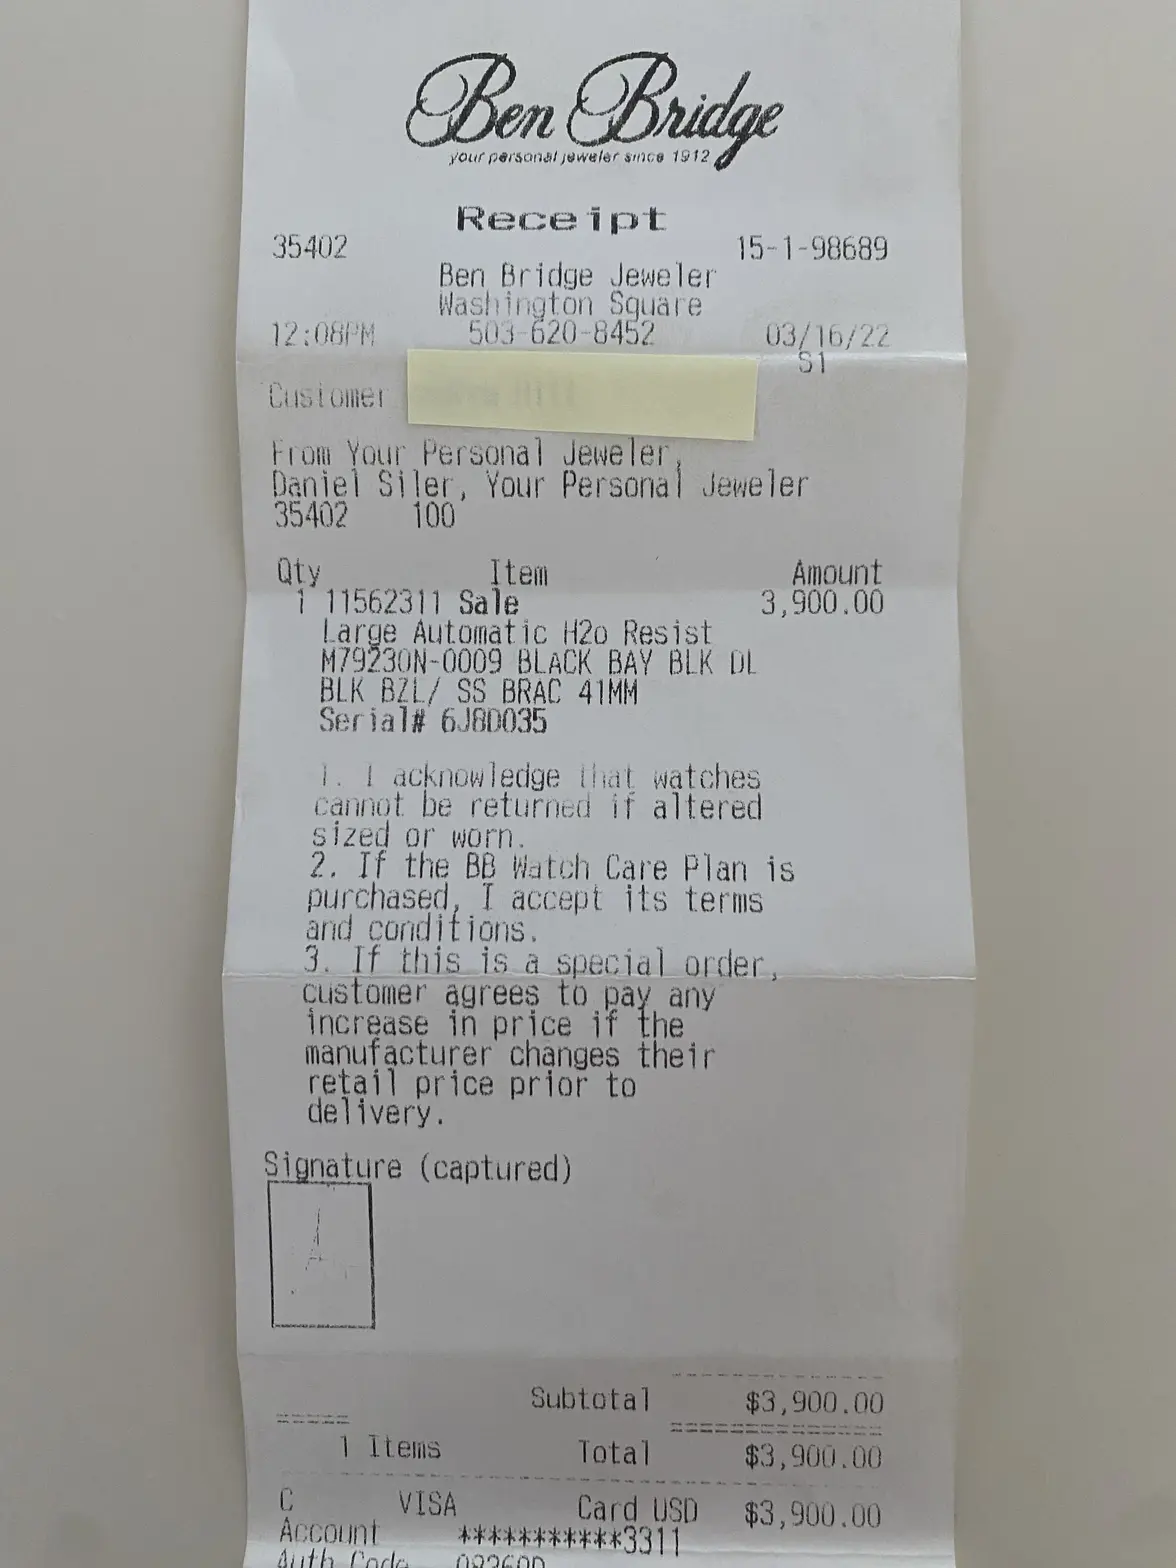 Ben Bridge
your personal jeweler since 1912
Receipt
35402 15-1-98689
Ben Bridge Jeweler
Washington Square
12:08PM 503-620-8452 03/16/22
S1
Customer
From Your Personal Jeweler,
Daniel Siler, Your Personal Jeweler
35402 100
Qty Item Amount
1 11562311 Sale 3,900.00
Large Automatic H2o Resist
M79230N-0009 BLACK BAY BLK DL
BLK BZL/ SS BRAC 41MM
Serial# 6J8D035
1. I acknowledge that watches
cannot be returned if altered
sized or worn.
2. If the BB Watch Care Plan is
purchased, I accept its terms
and conditions.
3. If this is a special order,
customer agrees to pay any
increase in price if the
manufacturer changes their
retail price prior to
delivery.
Signature (captured)
Subtotal $3,900.00
1 Items Total $3,900.00
C VISA Card USD $3,900.00
Account ***********3311
Auth Code